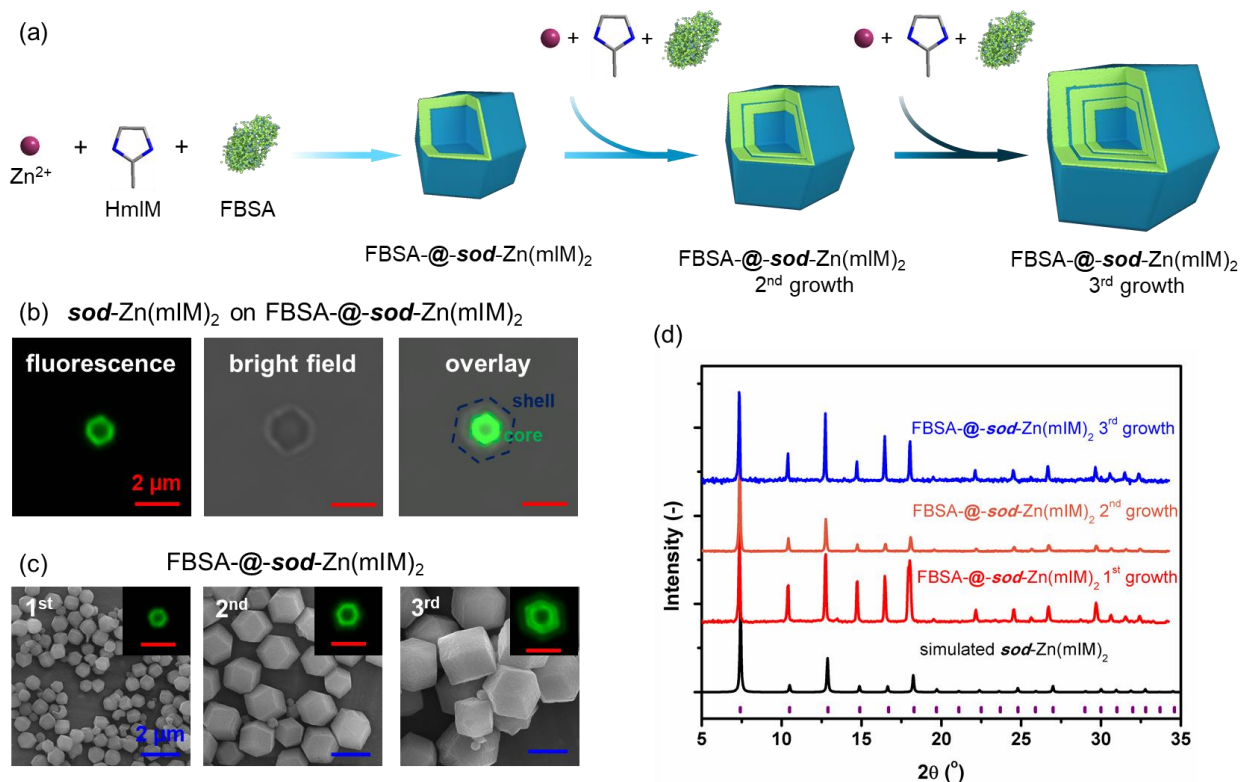 (a)
+ +
+ +
+ +
Zn²⁺
HmIM
FBSA
FBSA-@-sod-Zn(mIM)₂
FBSA-@-sod-Zn(mIM)₂
2ⁿᵈ growth
FBSA-@-sod-Zn(mIM)₂
3ʳᵈ growth
(b) sod-Zn(mIM)₂ on FBSA-@-sod-Zn(mIM)₂
fluorescence
bright field
overlay
shell
core
2 µm
(c) FBSA-@-sod-Zn(mIM)₂
1ˢᵗ
2ⁿᵈ
3ʳᵈ
2 µm
(d)
FBSA-@-sod-Zn(mIM)₂ 3ʳᵈ growth
FBSA-@-sod-Zn(mIM)₂ 2ⁿᵈ growth
FBSA-@-sod-Zn(mIM)₂ 1ˢᵗ growth
simulated sod-Zn(mIM)₂
Intensity (-)
5 10 15 20 25 30 35
2θ (°)